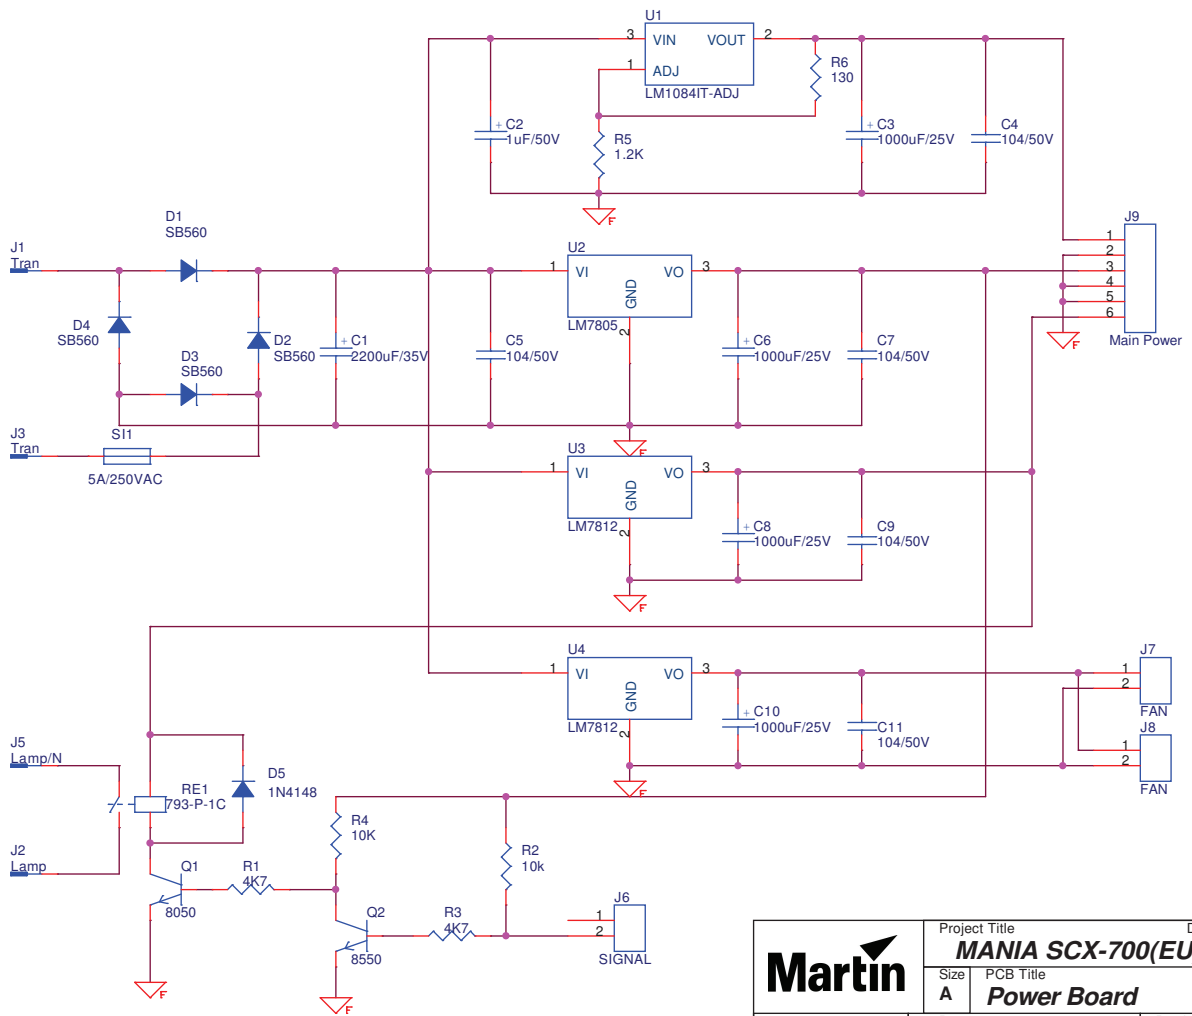 U1
3 VIN VOUT 2
1 ADJ
LM1084IT-ADJ
R6
130
+ C2
1uF/50V
R5
1.2K
+ C3
1000uF/25V
C4
104/50V
F
J9
1
2
3
4
5
6
Main Power
F
D1
SB560
J1
Tran
D4
SB560
D3
SB560
D2
SB560
+ C1
2200uF/35V
C5
104/50V
U2
1 VI VO 3
GND
2
LM7805
+ C6
1000uF/25V
C7
104/50V
F
J3
Tran
SI1
5A/250VAC
U3
1 VI VO 3
GND
2
LM7812
+ C8
1000uF/25V
C9
104/50V
F
U4
1 VI VO 3
GND
2
LM7812
+ C10
1000uF/25V
C11
104/50V
F
J7
1
2
FAN
J8
1
2
FAN
J5
Lamp/N
RE1
793-P-1C
D5
1N4148
J2
Lamp
Q1
8050
F
R1
4K7
R4
10K
R2
10k
Q2
8550
F
R3
4K7
J6
1
2
SIGNAL
Martin
Project Title D
MANIA SCX-700(EU
Size PCB Title
A Power Board